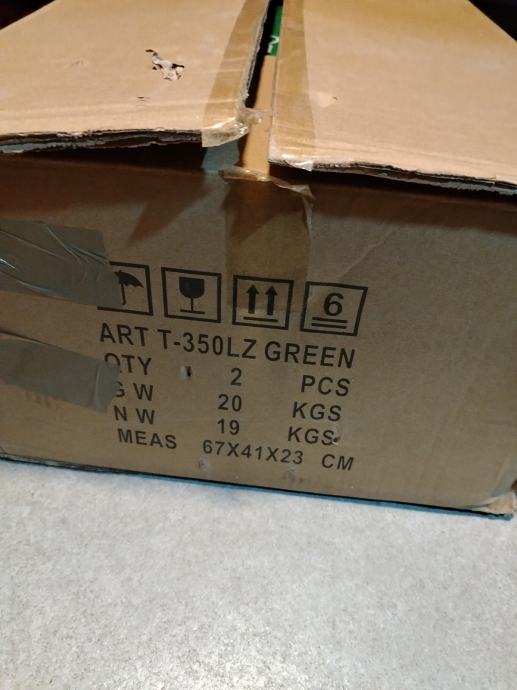 6
ART T-350LZ GREEN
QTY 2 PCS
G W 20 KGS
N W 19 KGS
MEAS 67X41X23 CM